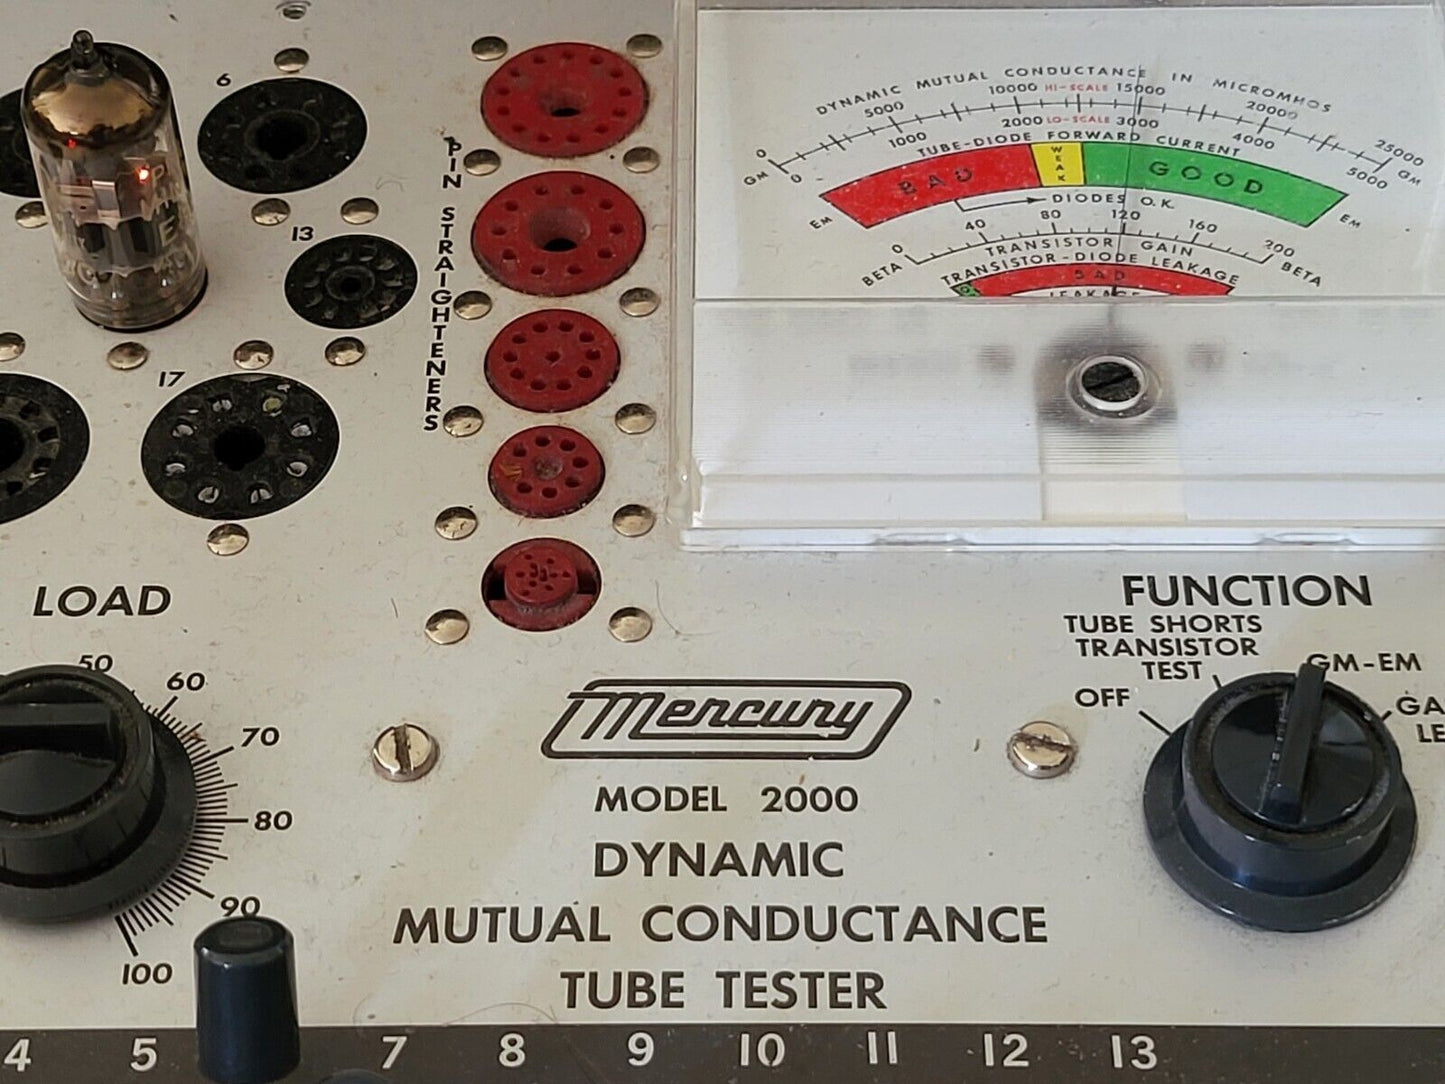 6
13
17
PIN STRAIGHTENERS
DYNAMIC MUTUAL CONDUCTANCE IN MICROMHOS
0 5000 10000 HI-SCALE 15000 20000 25000
GM 0 1000 2000 LO-SCALE 3000 4000 5000 GM
TUBE-DIODE FORWARD CURRENT
EM BAD WEAK GOOD EM
DIODES O.K.
BETA 0 40 80 120 160 200 BETA
TRANSISTOR GAIN
TRANSISTOR-DIODE LEAKAGE
BAD
LEAKAGE
LOAD
50
60
70
80
90
100
FUNCTION
TUBE SHORTS
TRANSISTOR
TEST
OFF
GM-EM
GA
LE
Mercury
MODEL 2000
DYNAMIC
MUTUAL CONDUCTANCE
TUBE TESTER
4 5 7 8 9 10 11 12 13